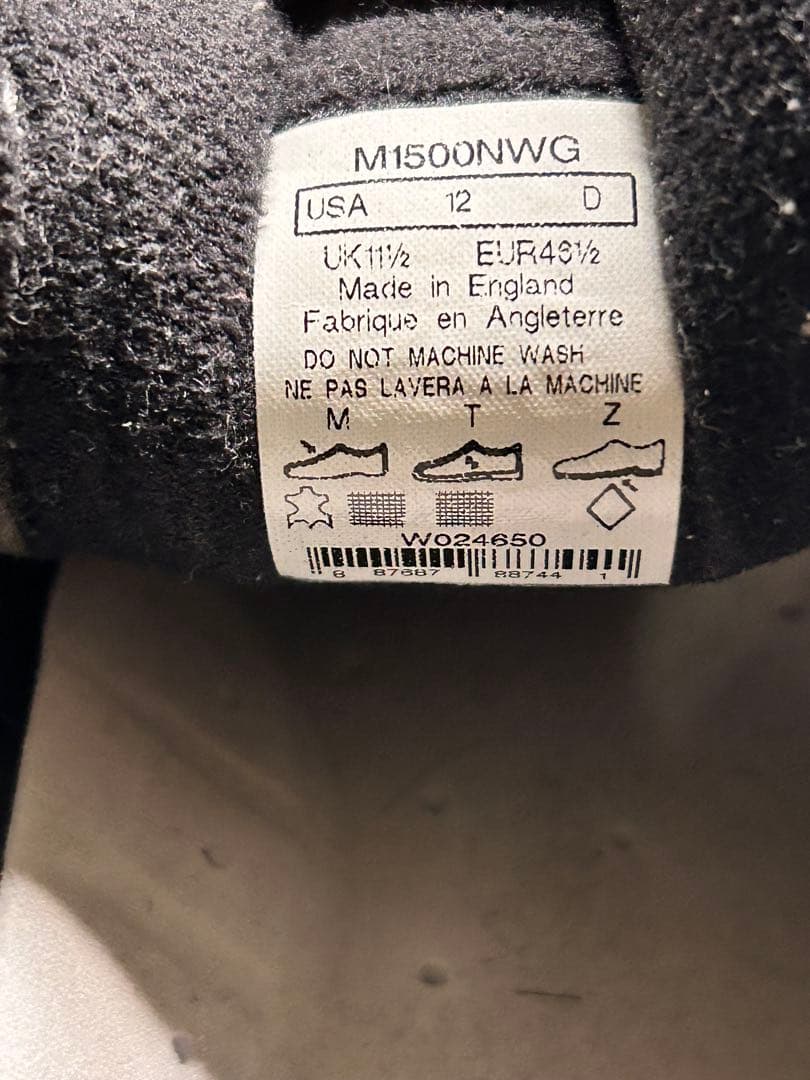 M1500NWG
USA 12 D
UK11½ EUR46½
Made in England
Fabrique en Angleterre
DO NOT MACHINE WASH
NE PAS LAVERA A LA MACHINE
M T Z
W024650
8 87687 88744 1